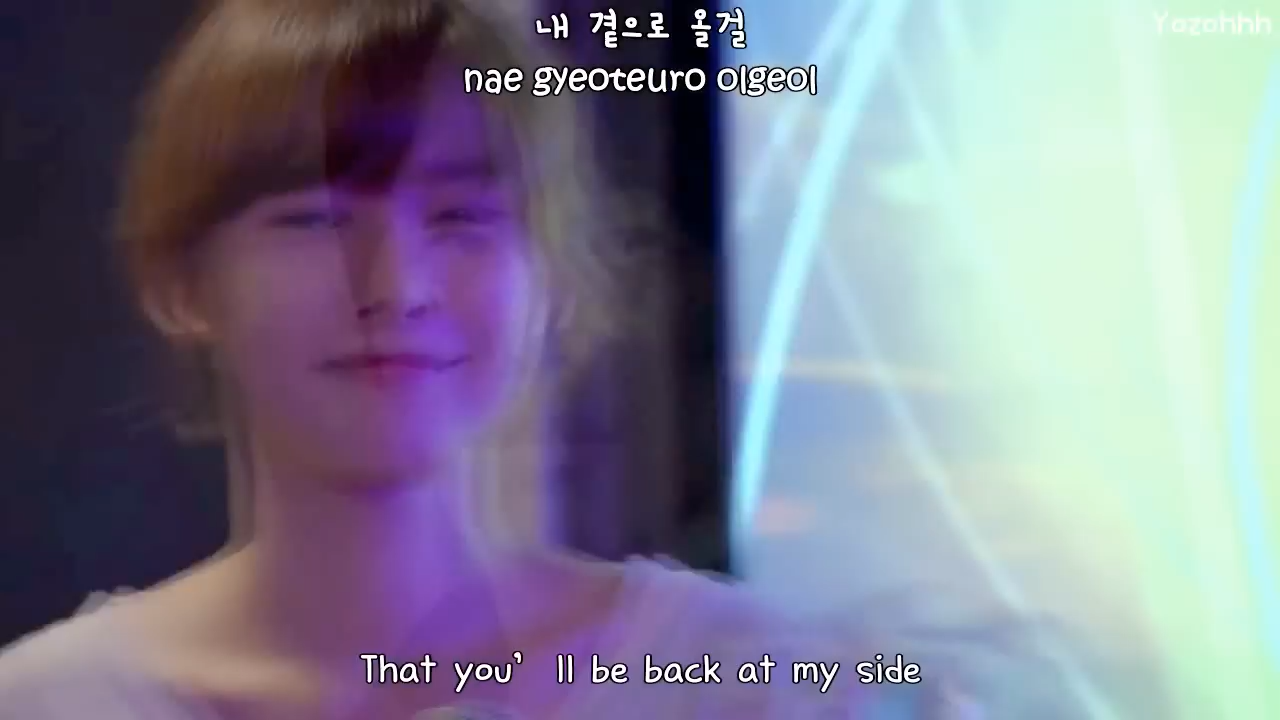 내 곁으로 올걸
Yazohhh
nae gyeoteuro olgeol
That you’ ll be back at my side